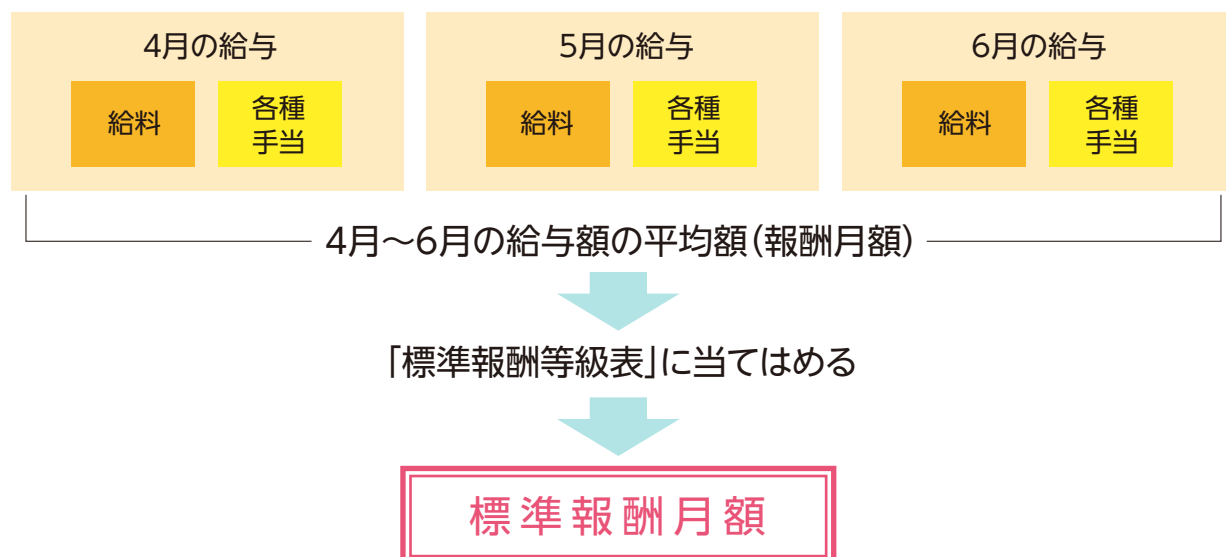 4月の給与
給料
各種
手当
5月の給与
給料
各種
手当
6月の給与
給料
各種
手当
4月～6月の給与額の平均額(報酬月額)
「標準報酬等級表」に当てはめる
標準報酬月額